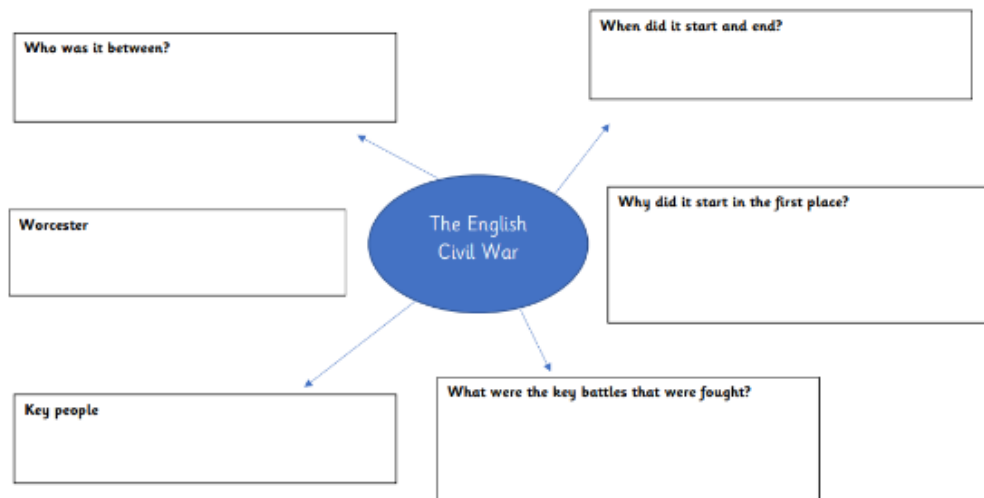 Who was it between?
When did it start and end?
Worcester
The English
Civil War
Why did it start in the first place?
Key people
What were the key battles that were fought?